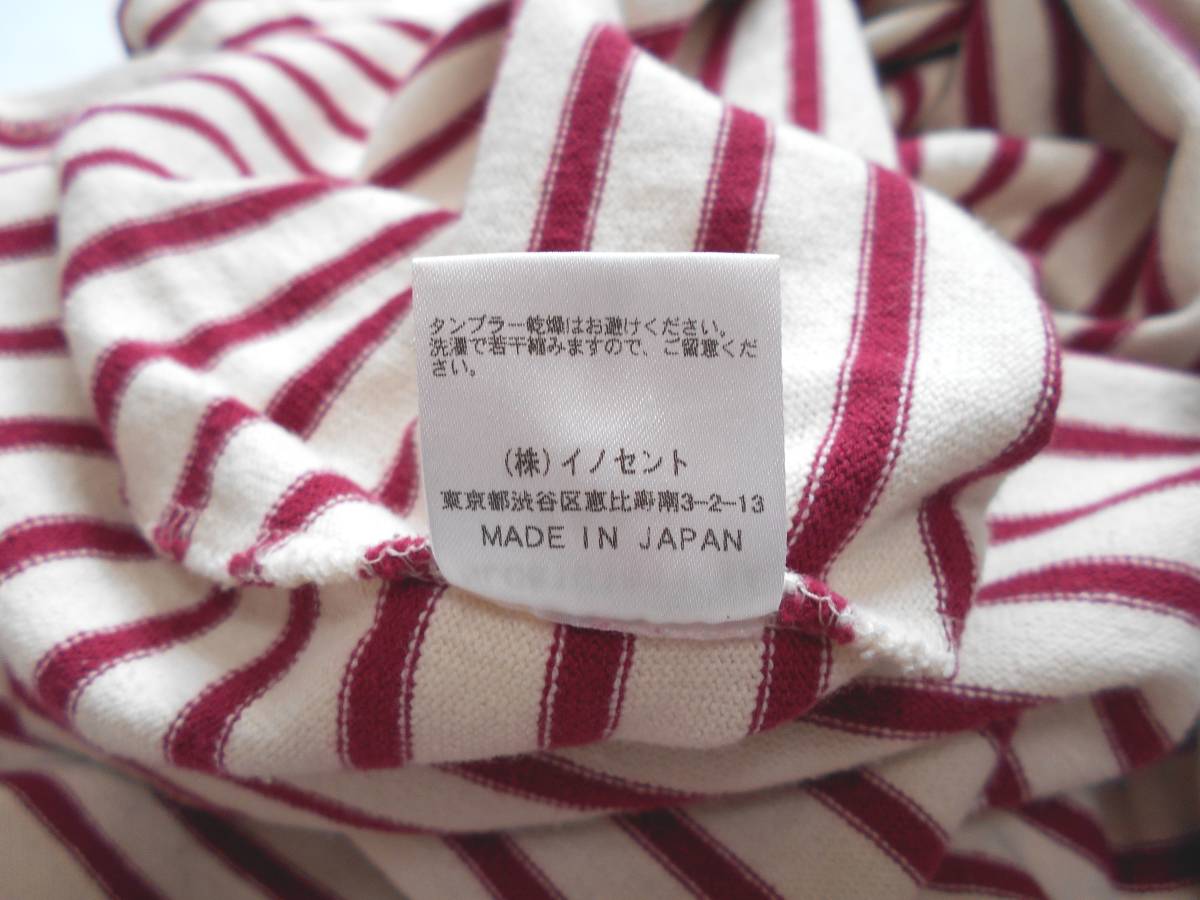 タンブラー乾燥はお避けください。
洗濯で若干縮みますので、ご留意くだ
さい。
(株)イノセント
東京都渋谷区恵比寿南3-2-13
MADE IN JAPAN